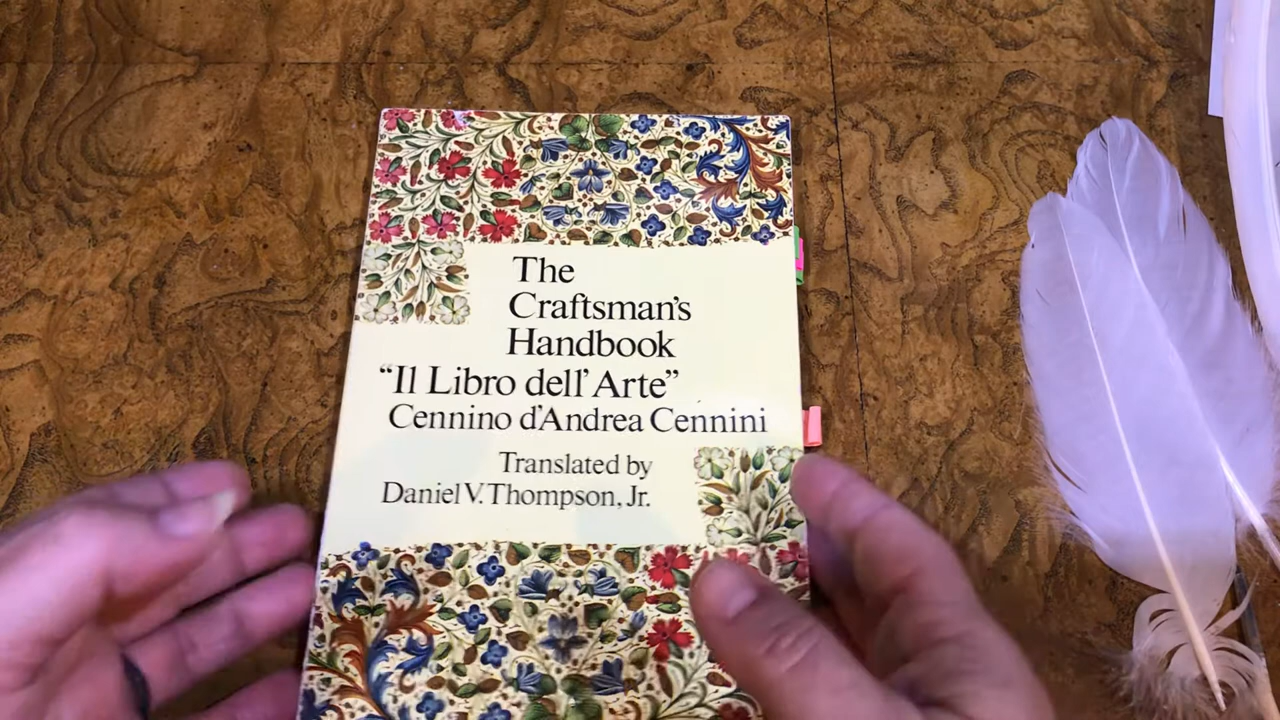 The
Craftsman's
Handbook
"Il Libro dell'Arte"
Cennino d'Andrea Cennini
Translated by
Daniel V. Thompson, Jr.